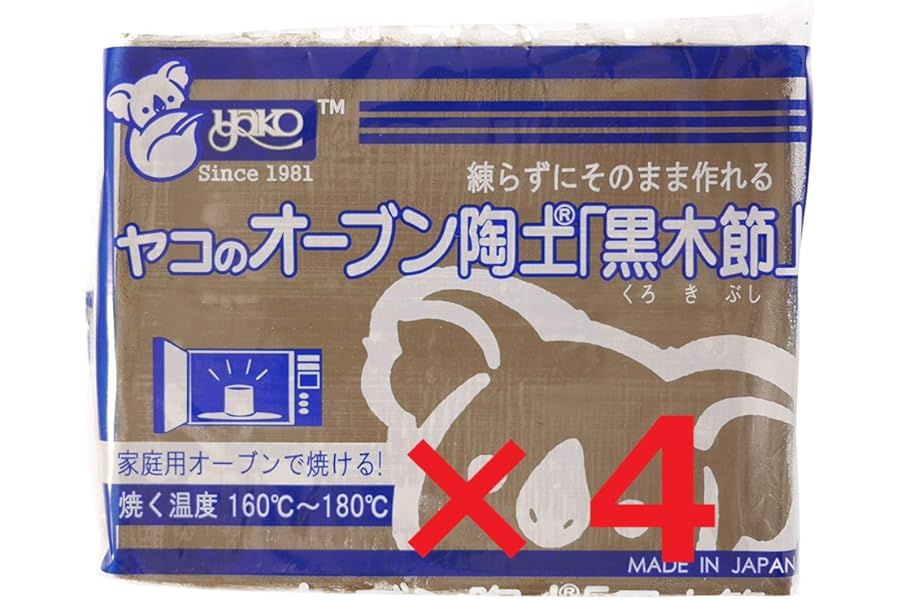 yako TM
Since 1981
練らずにそのまま作れる
ヤコのオーブン陶土®「黒木節」
くろきぶし
家庭用オーブンで焼ける!
焼く温度 160℃〜180℃
×4
MADE IN JAPAN